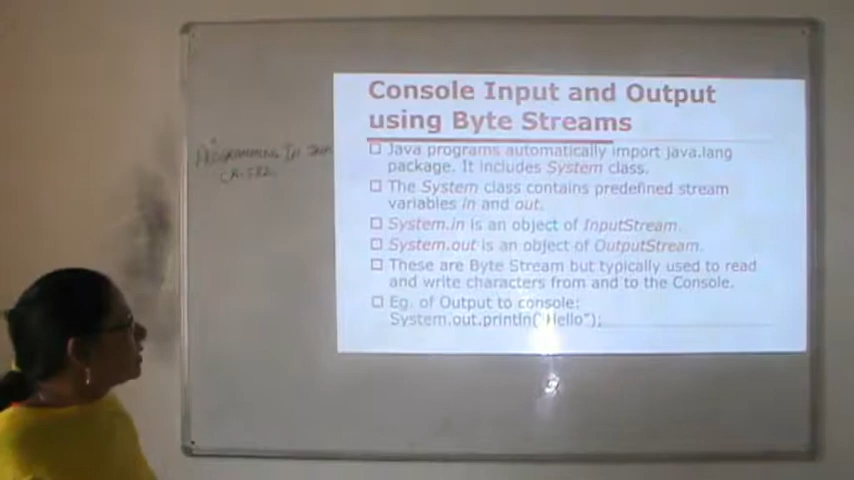 Console Input and Output
using Byte Streams
Java programs automatically import java.lang
package. It includes System class.
The System class contains predefined stream
variables in and out.
System.in is an object of InputStream.
System.out is an object of OutputStream.
These are Byte Stream but typically used to read
and write characters from and to the Console.
Eg. of Output to console:
System.out.println("Hello");
PROGRAMMING IN